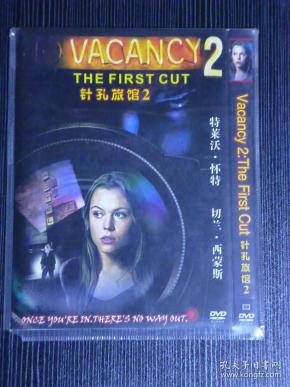 VACANCY 2
THE FIRST CUT
针孔旅馆2
特莱沃·怀特
切兰·西蒙斯
ONCE YOU'RE IN, THERE'S NO WAY OUT.
DVD
Vacancy 2:The First Cut 针孔旅馆2
DVD